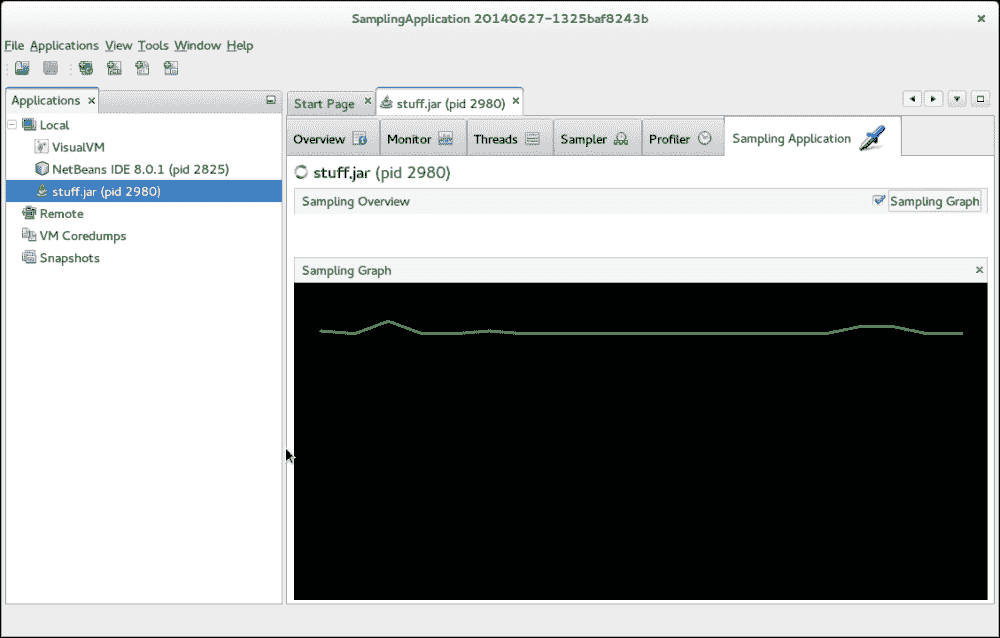 SamplingApplication 20140627-1325baf8243b
File Applications View Tools Window Help
Applications
Start Page
stuff.jar (pid 2980)
Local
VisualVM
NetBeans IDE 8.0.1 (pid 2825)
stuff.jar (pid 2980)
Remote
VM Coredumps
Snapshots
Overview Monitor Threads Sampler Profiler Sampling Application
stuff.jar (pid 2980)
Sampling Overview
Sampling Graph
Sampling Graph